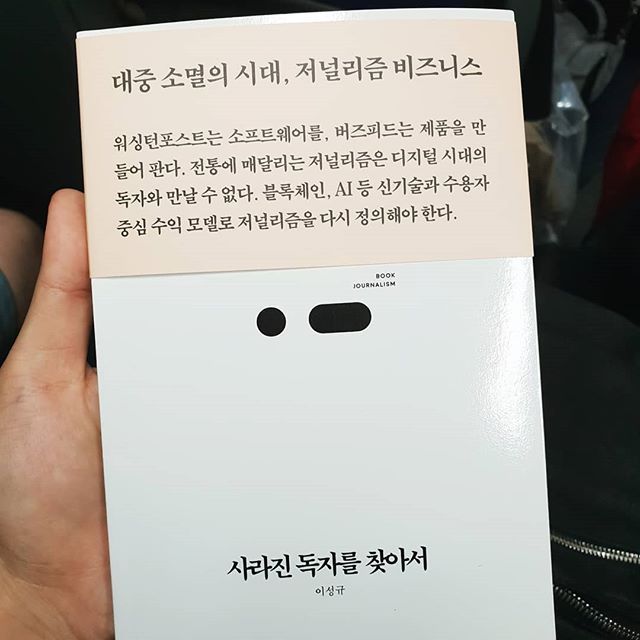 대중 소멸의 시대, 저널리즘 비즈니스
워싱턴포스트는 소프트웨어를, 버즈피드는 제품을 만
들어 판다. 전통에 매달리는 저널리즘은 디지털 시대의
독자와 만날 수 없다. 블록체인, AI 등 신기술과 수용자
중심 수익 모델로 저널리즘을 다시 정의해야 한다.
BOOK
JOURNALISM
사라진 독자를 찾아서
이성규